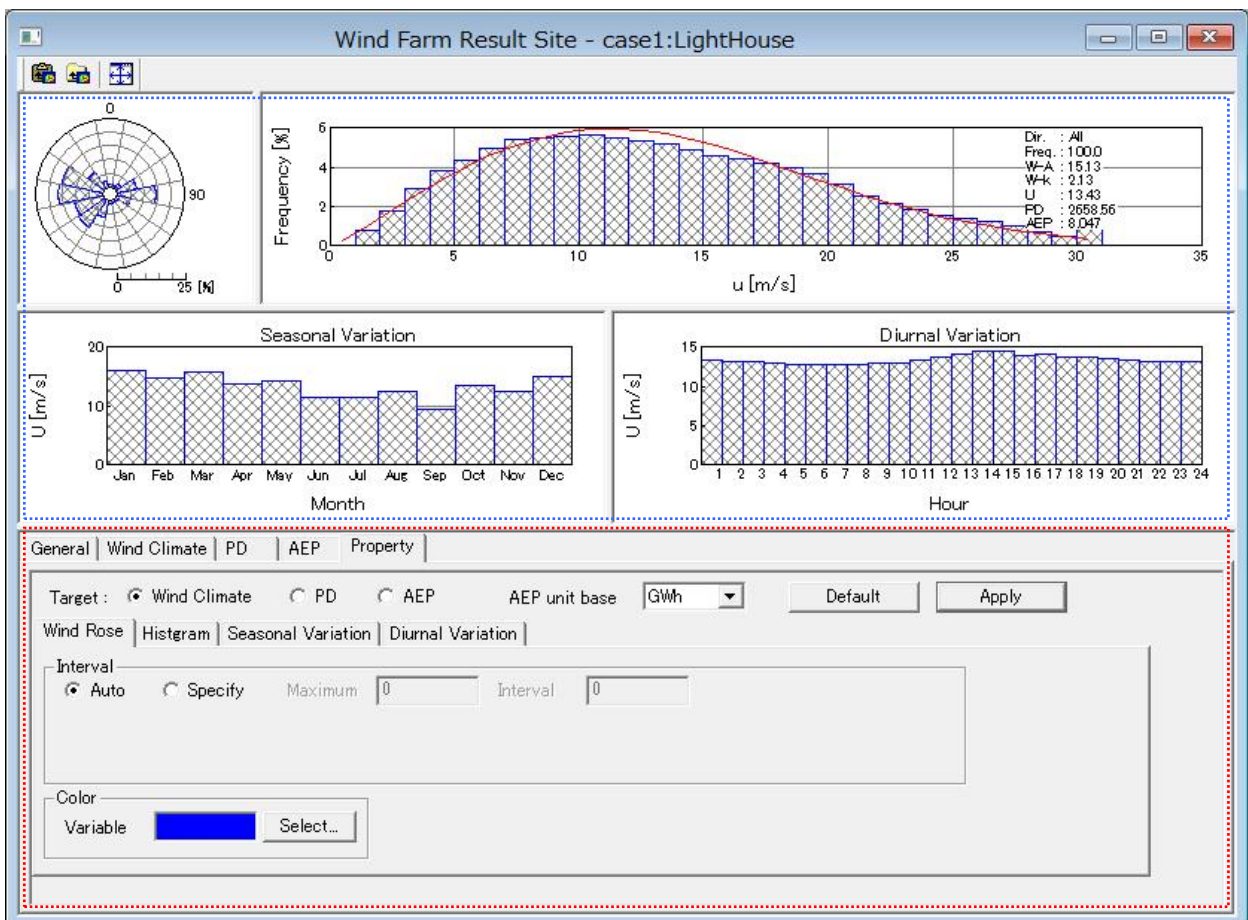 Wind Farm Result Site - case1:LightHouse
0
90
0 25 [%]
Frequency [%]
6
4
2
0
0 5 10 15 20 25 30 35
u [m/s]
Dir. : All
Freq. : 100.0
W-A : 15.13
W-k : 2.13
U : 13.43
PD : 2658.56
AEP : 8.047
Seasonal Variation
U [m/s]
20
10
0
Jan Feb Mar Apr May Jun Jul Aug Sep Oct Nov Dec
Month
Diurnal Variation
U [m/s]
15
10
5
0
1 2 3 4 5 6 7 8 9 10 11 12 13 14 15 16 17 18 19 20 21 22 23 24
Hour
General Wind Climate PD AEP Property
Target : Wind Climate PD AEP AEP unit base GWh Default Apply
Wind Rose Histgram Seasonal Variation Diurnal Variation
Interval
Auto Specify Maximum 0 Interval 0
Color
Variable Select...